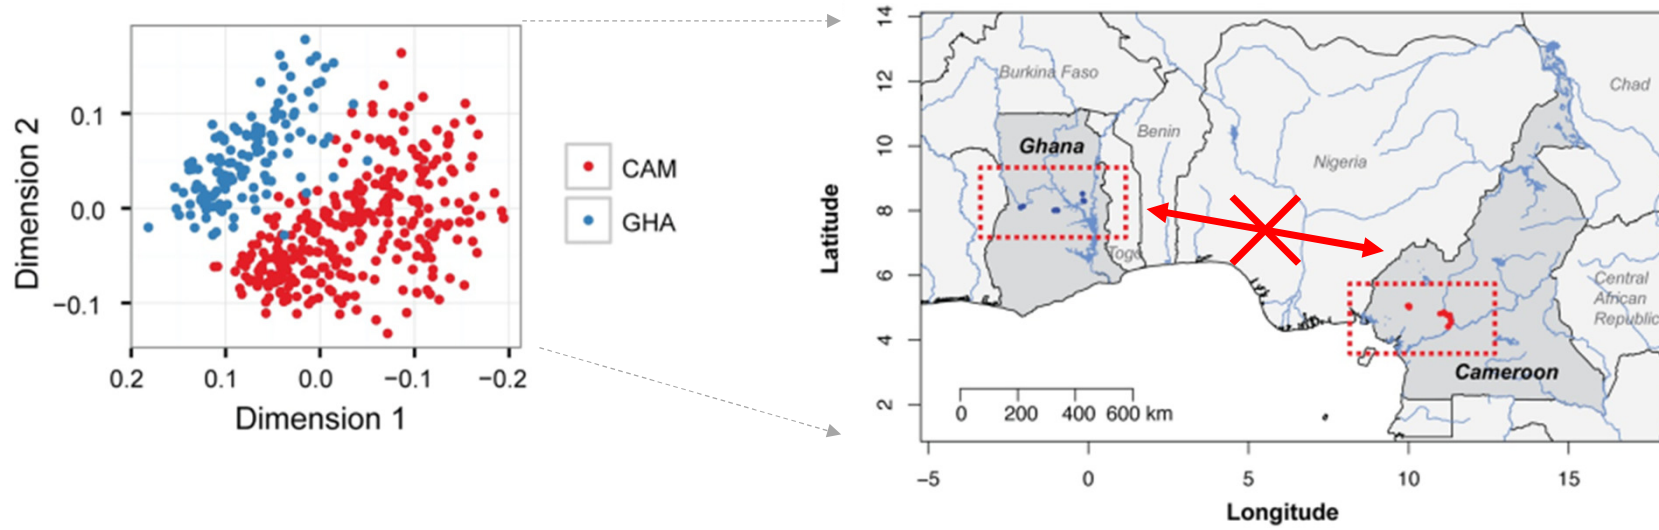 Dimension 2
0.1
0.0
−0.1
0.2 0.1 0.0 −0.1 −0.2
Dimension 1
CAM
GHA
Latitude
14
12
10
8
6
4
2
Burkina Faso
Chad
Benin
Ghana
Nigeria
Togo
Central
African
Republic
Cameroon
0 200 400 600 km
−5 0 5 10 15
Longitude